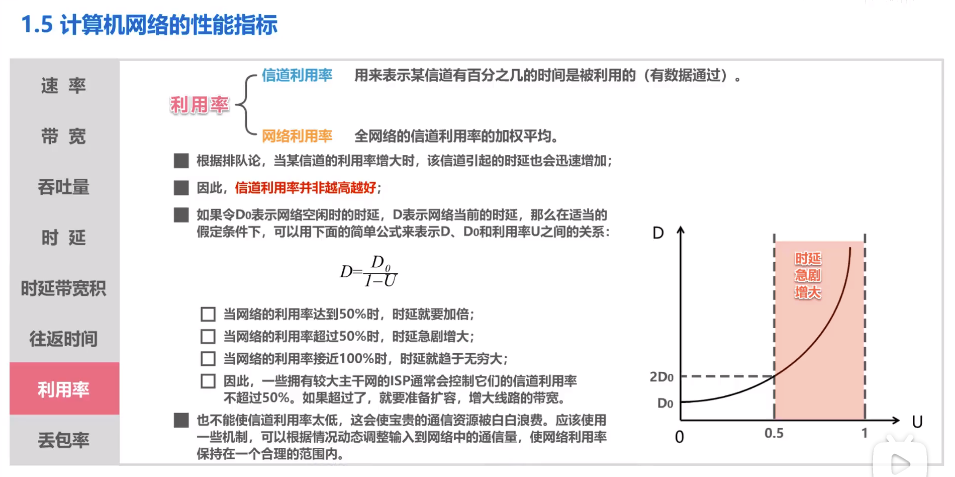 1.5 计算机网络的性能指标
速 率
带 宽
吞吐量
时 延
时延带宽积
往返时间
利用率
丢包率
利用率
信道利用率 用来表示某信道有百分之几的时间是被利用的（有数据通过）。
网络利用率 全网络的信道利用率的加权平均。
根据排队论，当某信道的利用率增大时，该信道引起的时延也会迅速增加；
因此，信道利用率并非越高越好；
如果令D0表示网络空闲时的时延，D表示网络当前的时延，那么在适当的
假定条件下，可以用下面的简单公式来表示D、D0和利用率U之间的关系：
D=D0/1-U
当网络的利用率达到50%时，时延就要加倍；
当网络的利用率超过50%时，时延急剧增大；
当网络的利用率接近100%时，时延就趋于无穷大；
因此，一些拥有较大主干网的ISP通常会控制它们的信道利用率
不超过50%。如果超过了，就要准备扩容，增大线路的带宽。
也不能使信道利用率太低，这会使宝贵的通信资源被白白浪费。应该使用
一些机制，可以根据情况动态调整输入到网络中的通信量，使网络利用率
保持在一个合理的范围内。
D
时延
急剧
增大
2D0
D0
0
0.5
1
U